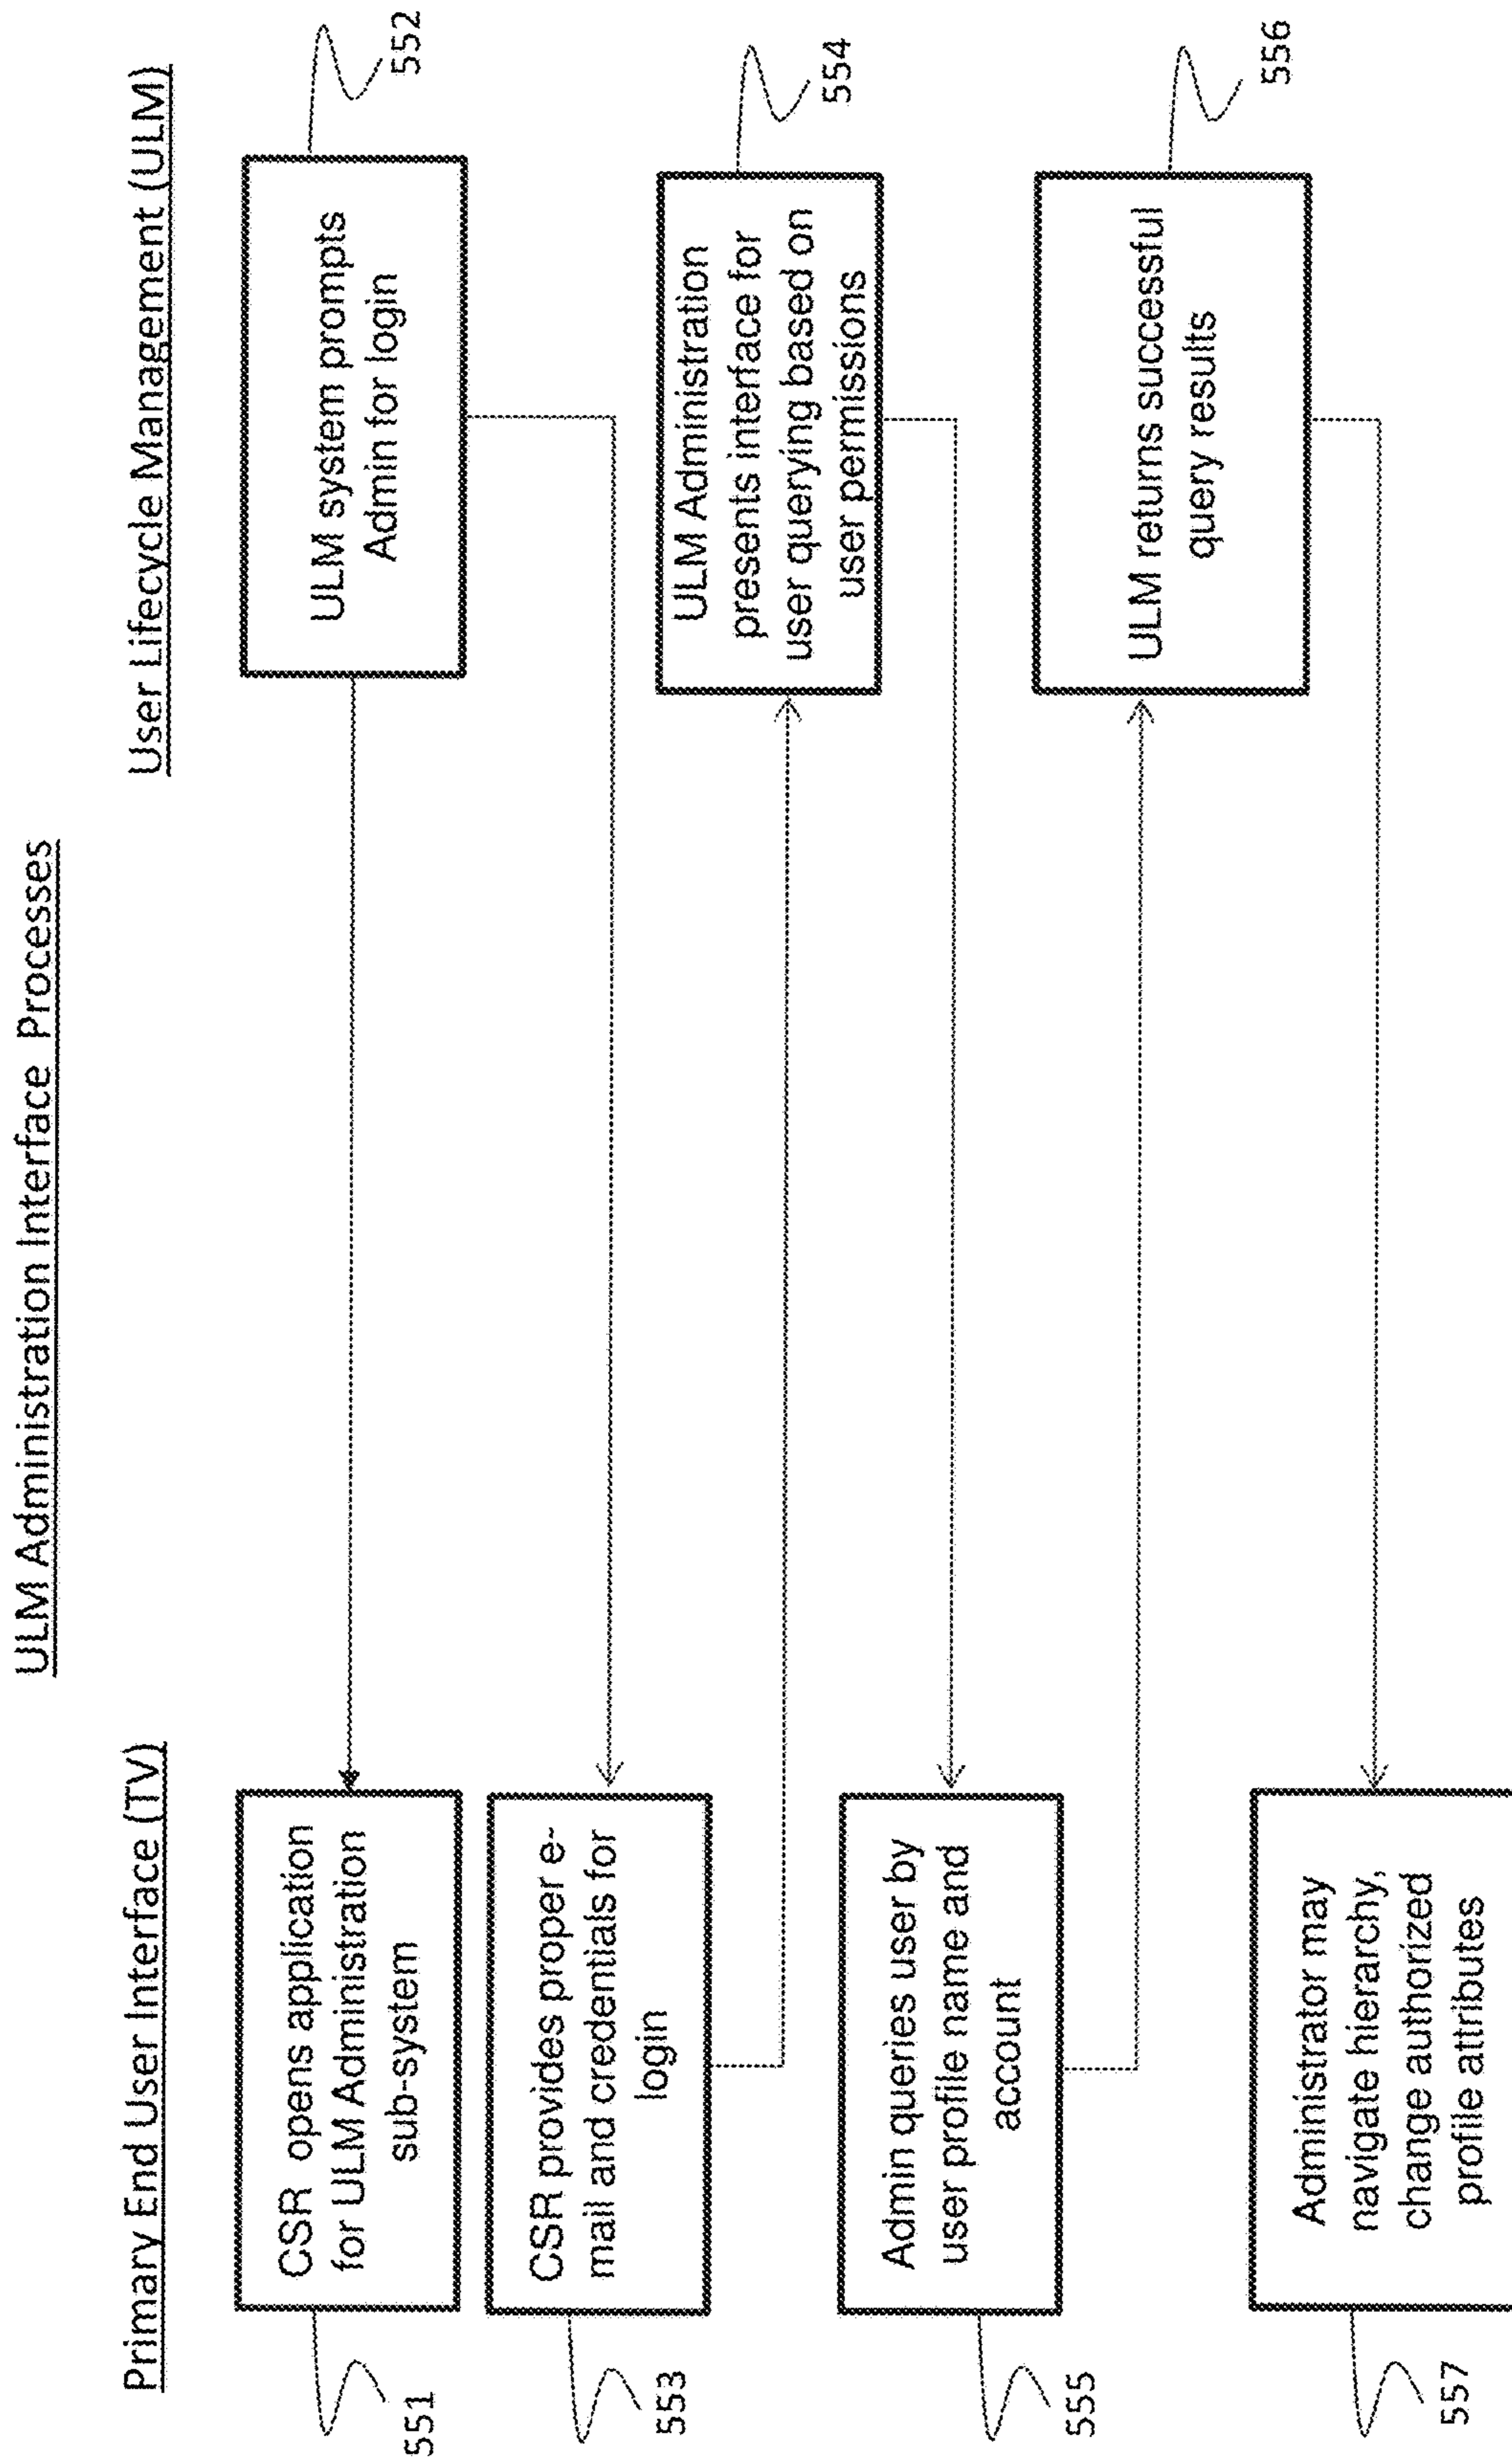 ULM Administration Interface Processes
Primary End User Interface (TV)
User Lifecycle Management (ULM)
CSR opens application
for ULM Administration
sub-system
551
ULM system prompts
Admin for login
552
CSR provides proper e-
mail and credentials for
login
553
ULM Administration
presents interface for
user querying based on
user permissions
554
Admin queries user by
user profile name and
account
555
ULM returns successful
query results
556
Administrator may
navigate hierarchy,
change authorized
profile attributes
557